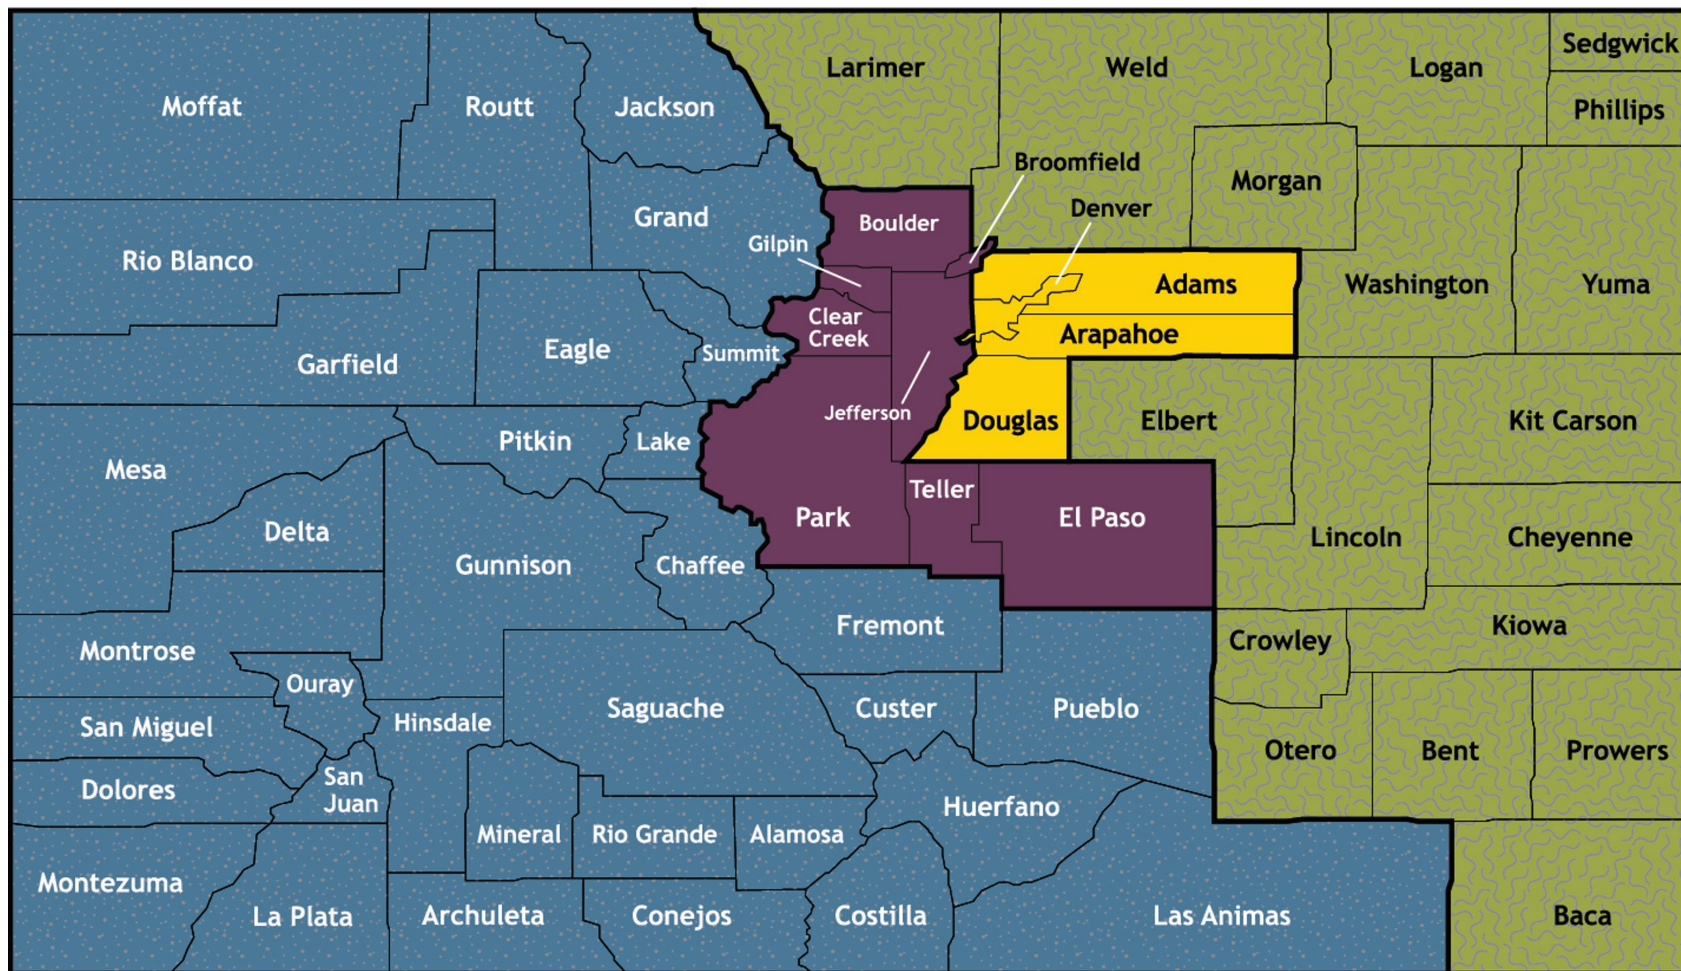 Sedgwick
Larimer
Weld
Logan
Moffat
Routt
Jackson
Phillips
Broomfield
Morgan
Denver
Grand
Boulder
Gilpin
Rio Blanco
Adams
Washington
Yuma
Clear
Creek
Arapahoe
Eagle
Summit
Garfield
Jefferson
Douglas
Elbert
Kit Carson
Pitkin
Lake
Mesa
Teller
Park
El Paso
Delta
Lincoln
Cheyenne
Gunnison
Chaffee
Fremont
Kiowa
Crowley
Montrose
Ouray
Saguache
Custer
Pueblo
San Miguel
Hinsdale
Otero
Bent
Prowers
San
Juan
Dolores
Huerfano
Mineral
Rio Grande
Alamosa
Montezuma
La Plata
Archuleta
Conejos
Costilla
Las Animas
Baca